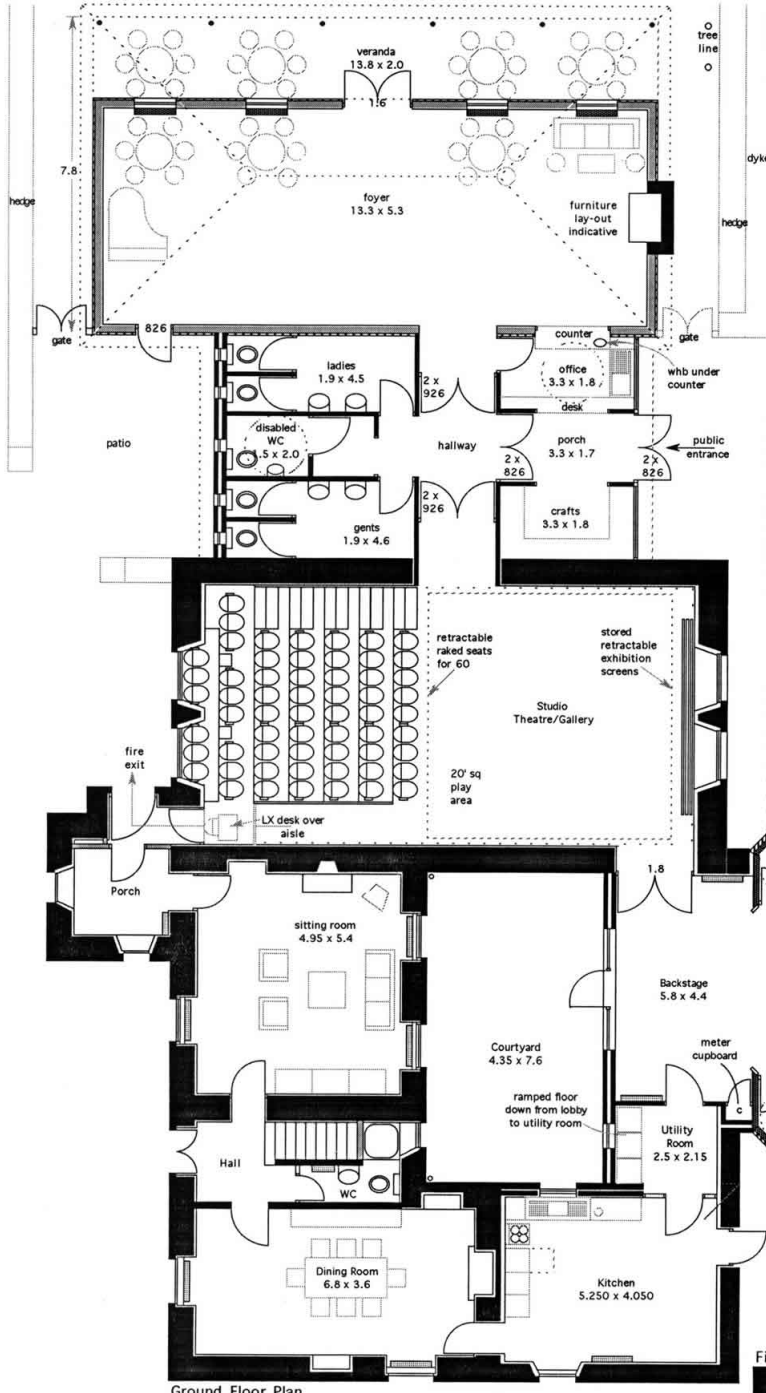 veranda
13.8 x 2.0
tree
line
1.6
7.8
dyke
hedge
foyer
13.3 x 5.3
furniture
lay-out
indicative
hedge
gate
826
counter
gate
ladies
1.9 x 4.5
2 x
926
office
3.3 x 1.8
whb under
counter
desk
patio
disabled
WC
1.5 x 2.0
hallway
2 x
826
porch
3.3 x 1.7
2 x
826
public
entrance
2 x
926
gents
1.9 x 4.6
crafts
3.3 x 1.8
retractable
raked seats
for 60
stored
retractable
exhibition
screens
Studio
Theatre/Gallery
fire
exit
20' sq
play
area
LX desk over
aisle
Porch
1.8
sitting room
4.95 x 5.4
Backstage
5.8 x 4.4
Courtyard
4.35 x 7.6
meter
cupboard
ramped floor
down from lobby
to utility room
c
Utility
Room
2.5 x 2.15
Hall
WC
Dining Room
6.8 x 3.6
Kitchen
5.250 x 4.050
Fi
Ground Floor Plan